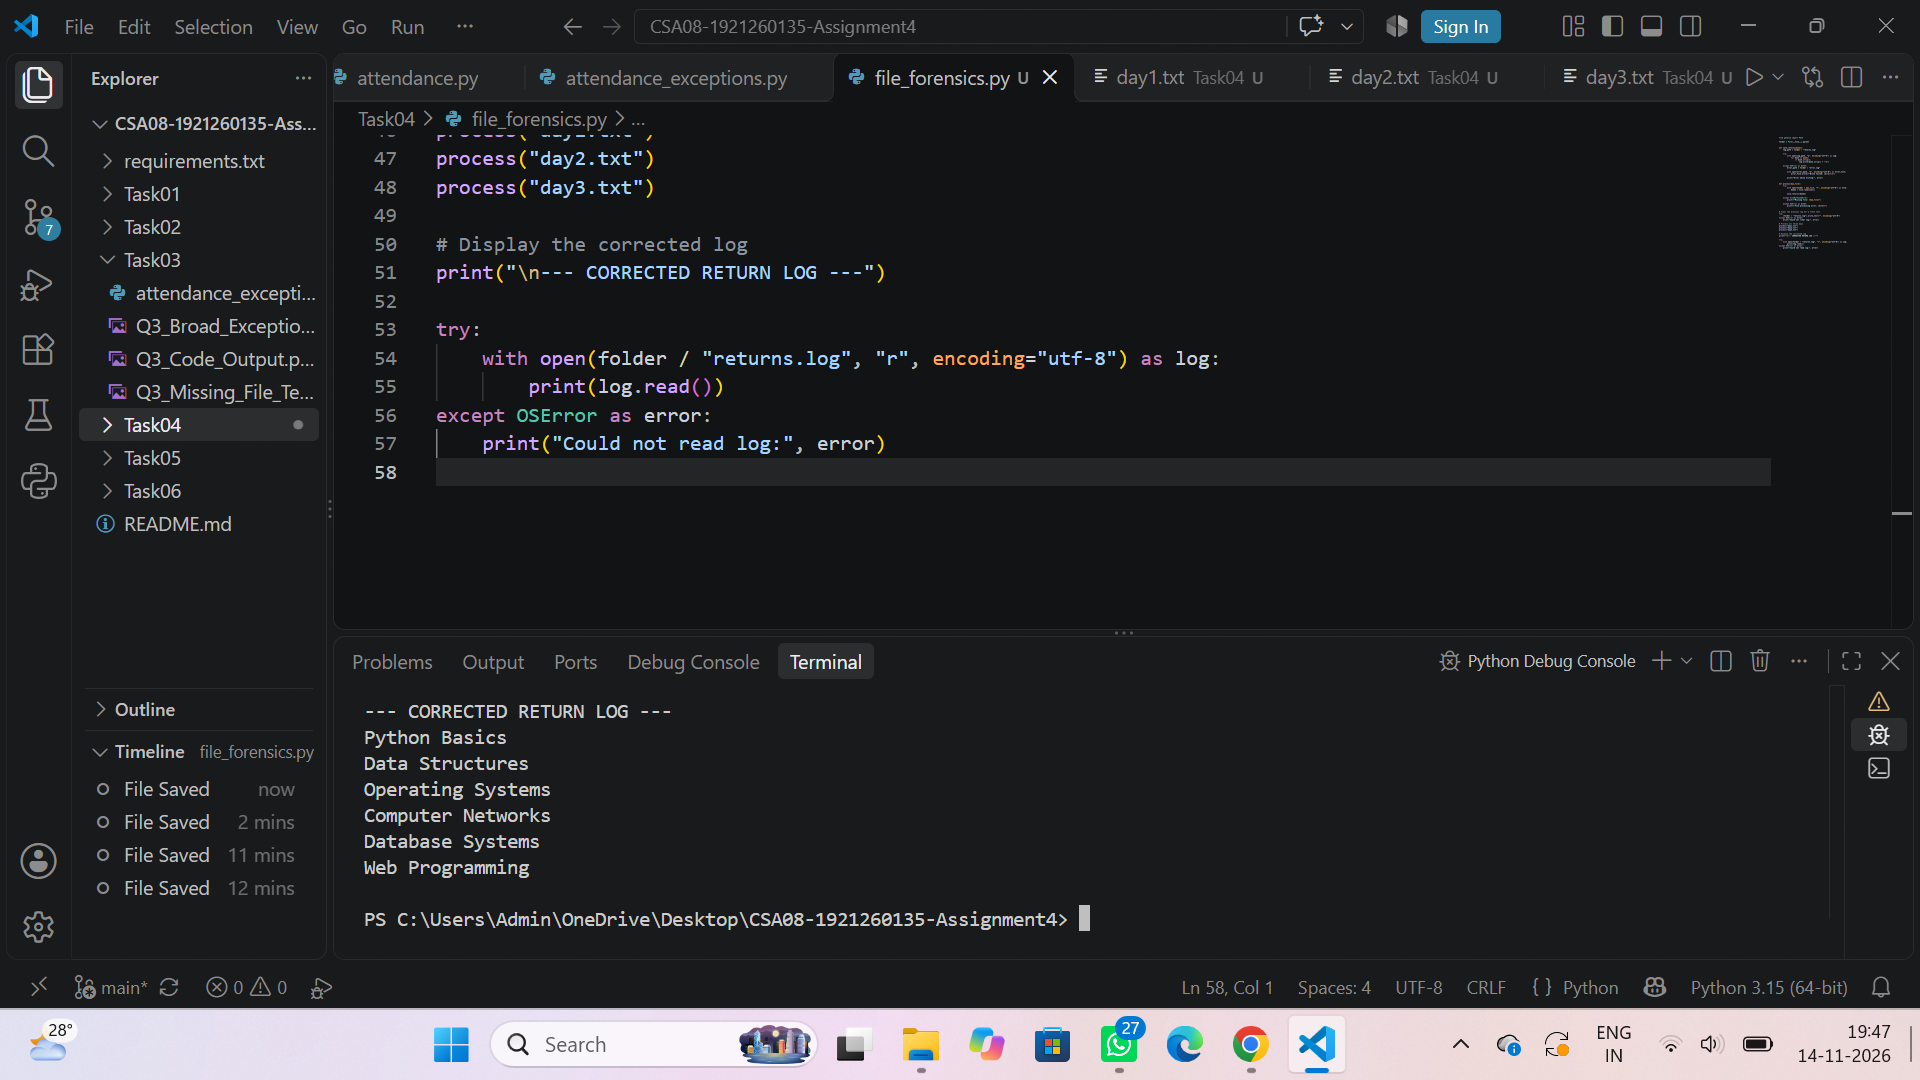 File Edit Selection View Go Run ···
CSA08-1921260135-Assignment4
Sign In
Explorer ···
CSA08-1921260135-Ass...
requirements.txt
Task01
Task02
Task03
attendance_excepti...
Q3_Broad_Exceptio...
Q3_Code_Output.p...
Q3_Missing_File_Te...
Task04
Task05
Task06
README.md
Outline
Timeline file_forensics.py
File Saved now
File Saved 2 mins
File Saved 11 mins
File Saved 12 mins
7
attendance.py attendance_exceptions.py file_forensics.py U day1.txt Task04 U day2.txt Task04 U day3.txt Task04 U
Task04 > file_forensics.py > ...
47 process("day2.txt")
48 process("day3.txt")
49
50 # Display the corrected log
51 print("\n--- CORRECTED RETURN LOG ---")
52
53 try:
54 with open(folder / "returns.log", "r", encoding="utf-8") as log:
55 print(log.read())
56 except OSError as error:
57 print("Could not read log:", error)
58
Problems Output Ports Debug Console Terminal
Python Debug Console
--- CORRECTED RETURN LOG ---
Python Basics
Data Structures
Operating Systems
Computer Networks
Database Systems
Web Programming
PS C:\Users\Admin\OneDrive\Desktop\CSA08-1921260135-Assignment4>
main* 0 0
Ln 58, Col 1 Spaces: 4 UTF-8 CRLF { } Python Python 3.15 (64-bit)
28°
Search
27
ENG
IN
19:47
14-11-2026